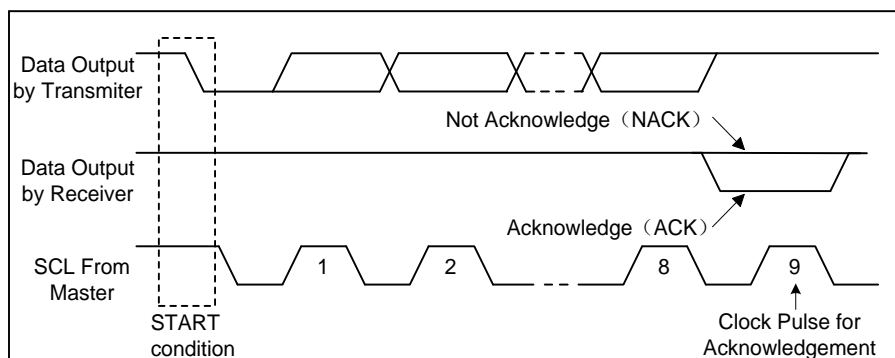 Data Output
by Transmiter
Not Acknowledge（NACK）
Data Output
by Receiver
Acknowledge（ACK）
SCL From
Master
1
2
8
9
START
condition
Clock Pulse for
Acknowledgement